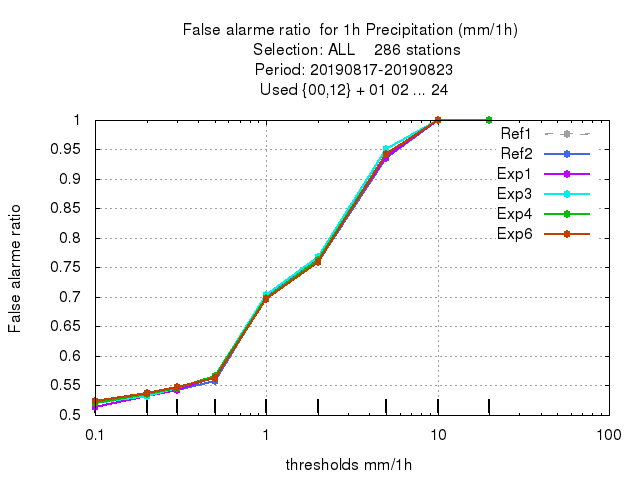 False alarme ratio  for 1h Precipitation (mm/1h)
Selection: ALL    286 stations
Period: 20190817-20190823
Used {00,12} + 01 02 ... 24
False alarme ratio
1
0.95
0.9
0.85
0.8
0.75
0.7
0.65
0.6
0.55
0.5
Ref1
Ref2
Exp1
Exp3
Exp4
Exp6
0.1 1 10 100
thresholds mm/1h